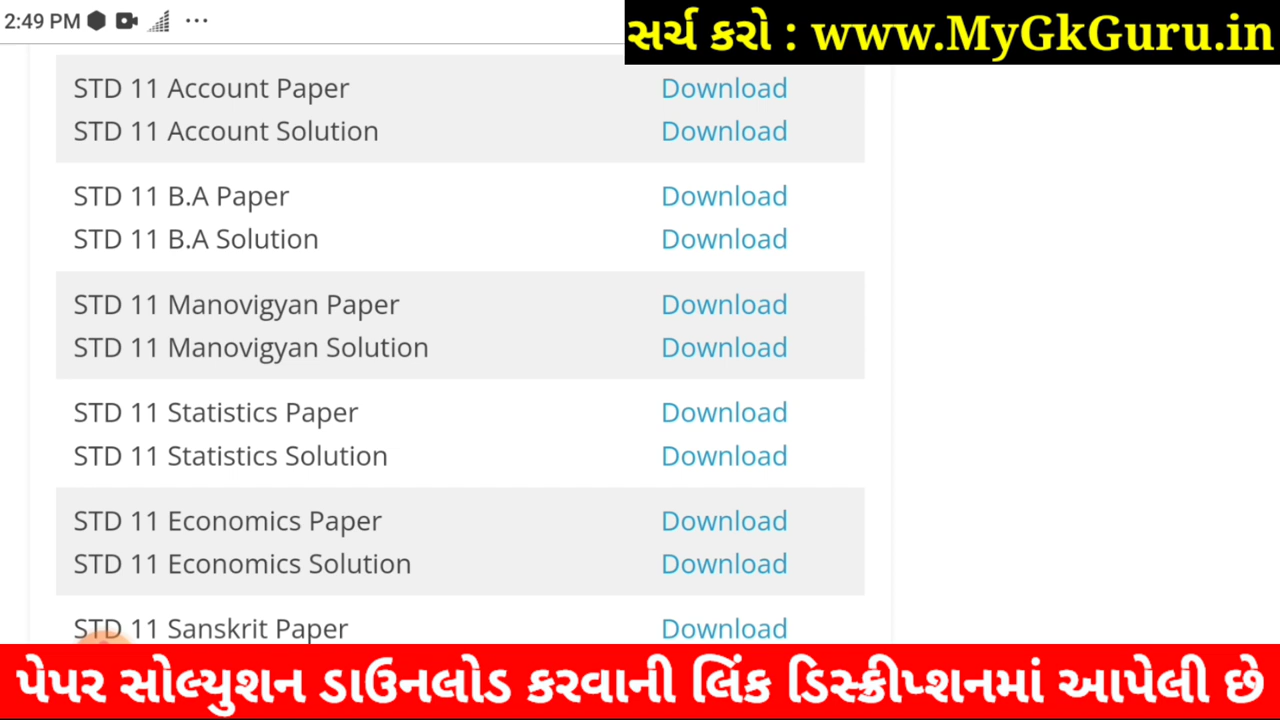 2:49 PM ...
સર્ચ કરો : www.MyGkGuru.in
STD 11 Account Paper Download
STD 11 Account Solution Download
STD 11 B.A Paper Download
STD 11 B.A Solution Download
STD 11 Manovigyan Paper Download
STD 11 Manovigyan Solution Download
STD 11 Statistics Paper Download
STD 11 Statistics Solution Download
STD 11 Economics Paper Download
STD 11 Economics Solution Download
STD 11 Sanskrit Paper Download
પેપર સોલ્યુશન ડાઉનલોડ કરવાની લિંક ડિસ્ક્રીપ્શનમાં આપેલી છે